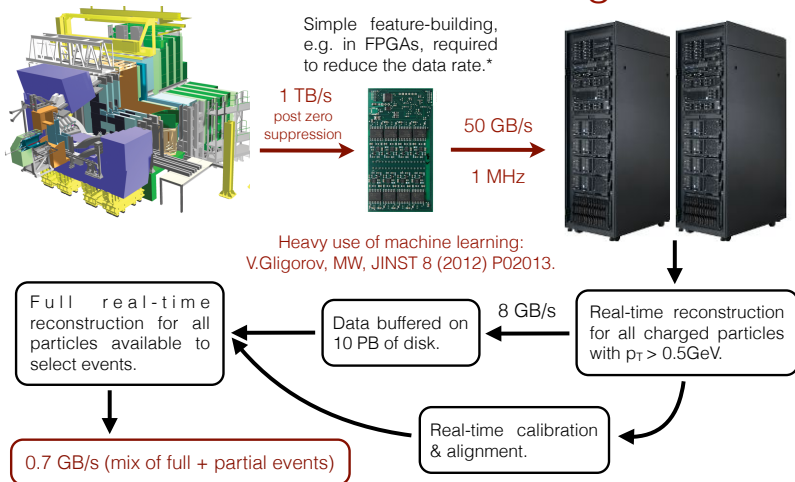 Simple feature-building,
e.g. in FPGAs, required
to reduce the data rate.*
1 TB/s
post zero
suppression
50 GB/s
1 MHz
Heavy use of machine learning:
V.Gligorov, MW, JINST 8 (2012) P02013.
Full real-time
reconstruction for all
particles available to
select events.
Data buffered on
10 PB of disk.
8 GB/s
Real-time reconstruction
for all charged particles
with pT > 0.5GeV.
Real-time calibration
& alignment.
0.7 GB/s (mix of full + partial events)